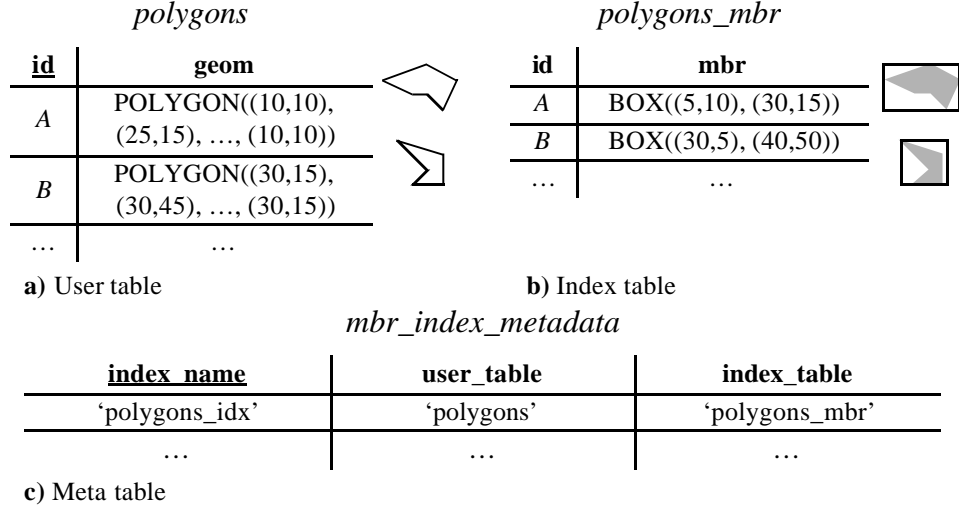 polygons
id geom
A POLYGON((10,10),
(25,15), …, (10,10))
B POLYGON((30,15),
(30,45), …, (30,15))
… …
a) User table
polygons_mbr
id mbr
A BOX((5,10), (30,15))
B BOX((30,5), (40,50))
… …
b) Index table
mbr_index_metadata
index_name user_table index_table
‘polygons_idx’ ‘polygons’ ‘polygons_mbr’
… … …
c) Meta table